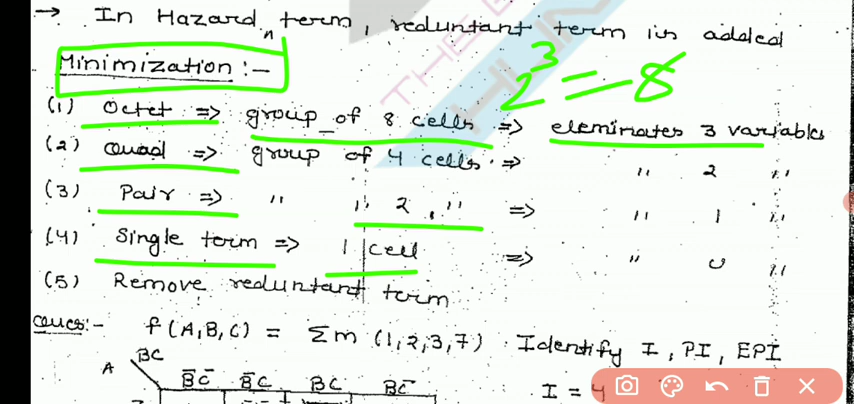 → In Hazard term, reduntant term is added
2³ = 8
Minimization :-
(1) Octet => group of 8 cells => eleminates 3 variables
(2) Quad => group of 4 cells => " 2 "
(3) Pair => " " 2 " => " 1 "
(4) Single term => 1 cell => " 0 "
(5) Remove reduntant term
Ques:- f(A,B,C) = Σm (1,2,3,7) . Identify I, PI, EPI
A BC
B̅C̅ B̅C BC BC̅
I = 4